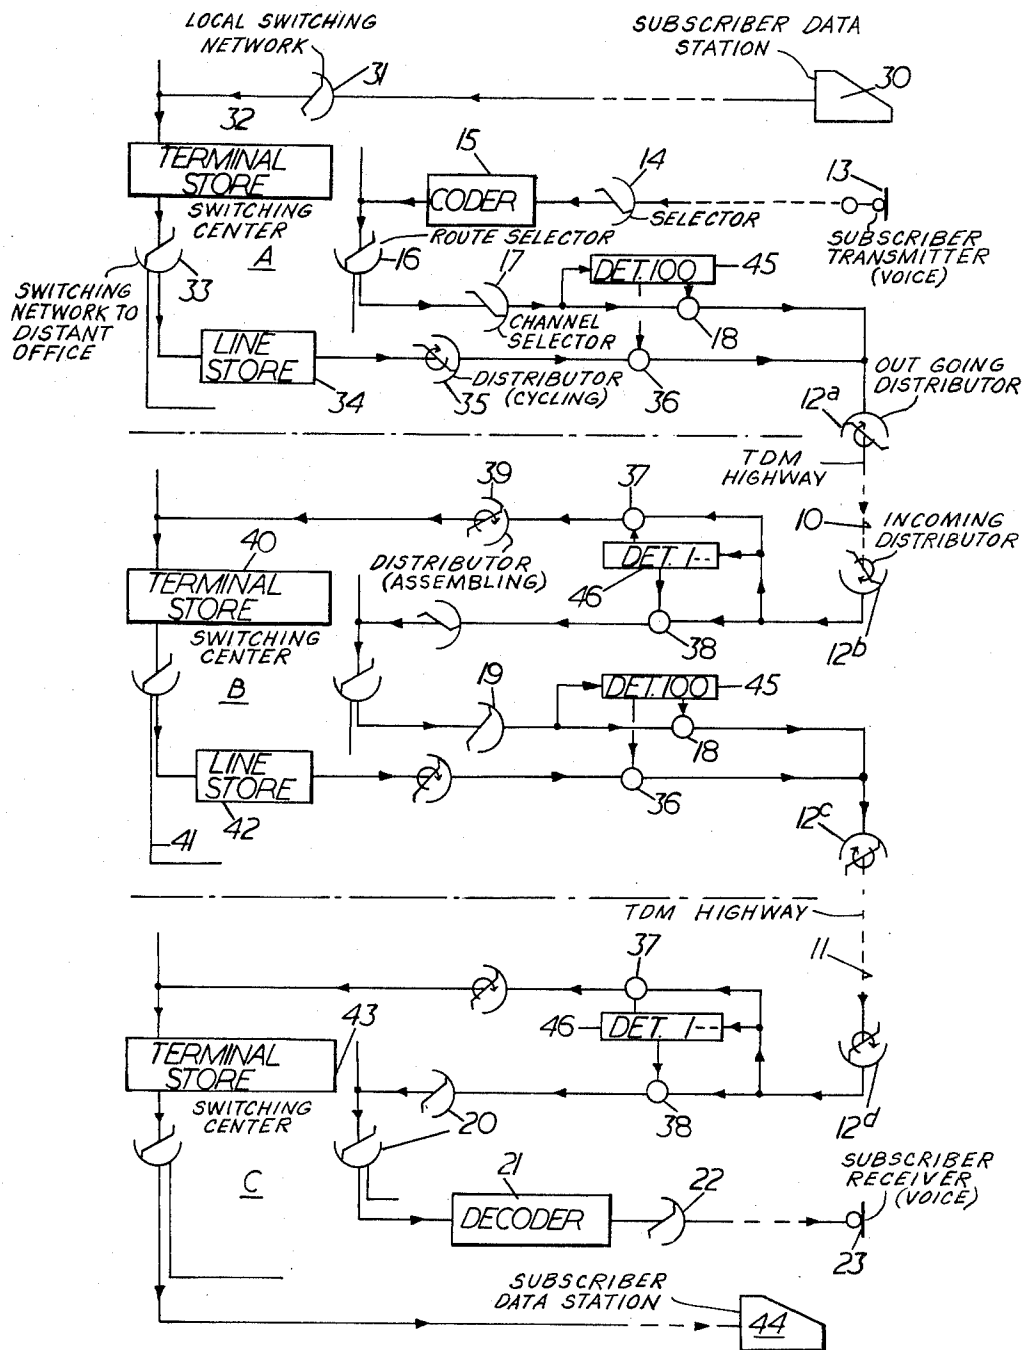 LOCAL SWITCHING
NETWORK
31
SUBSCRIBER DATA
STATION
30
32
TERMINAL
STORE
SWITCHING
CENTER
A
15
CODER
14
SELECTOR
13
SUBSCRIBER
TRANSMITTER
(VOICE)
ROUTE SELECTOR
16
17
CHANNEL
SELECTOR
DET.100
45
18
33
SWITCHING
NETWORK TO
DISTANT
OFFICE
LINE
STORE
34
35
DISTRIBUTOR
(CYCLING)
36
OUT GOING
DISTRIBUTOR
12a
TDM
HIGHWAY
10
INCOMING
DISTRIBUTOR
12b
39
DISTRIBUTOR
(ASSEMBLING)
37
DET. 1--
46
38
40
TERMINAL
STORE
SWITCHING
CENTER
B
19
DET.100
45
18
LINE
STORE
42
41
36
12c
TDM HIGHWAY
11
37
46
DET. 1--
38
12d
43
TERMINAL
STORE
SWITCHING
CENTER
C
20
21
DECODER
22
SUBSCRIBER
RECEIVER
(VOICE)
23
SUBSCRIBER
DATA STATION
44